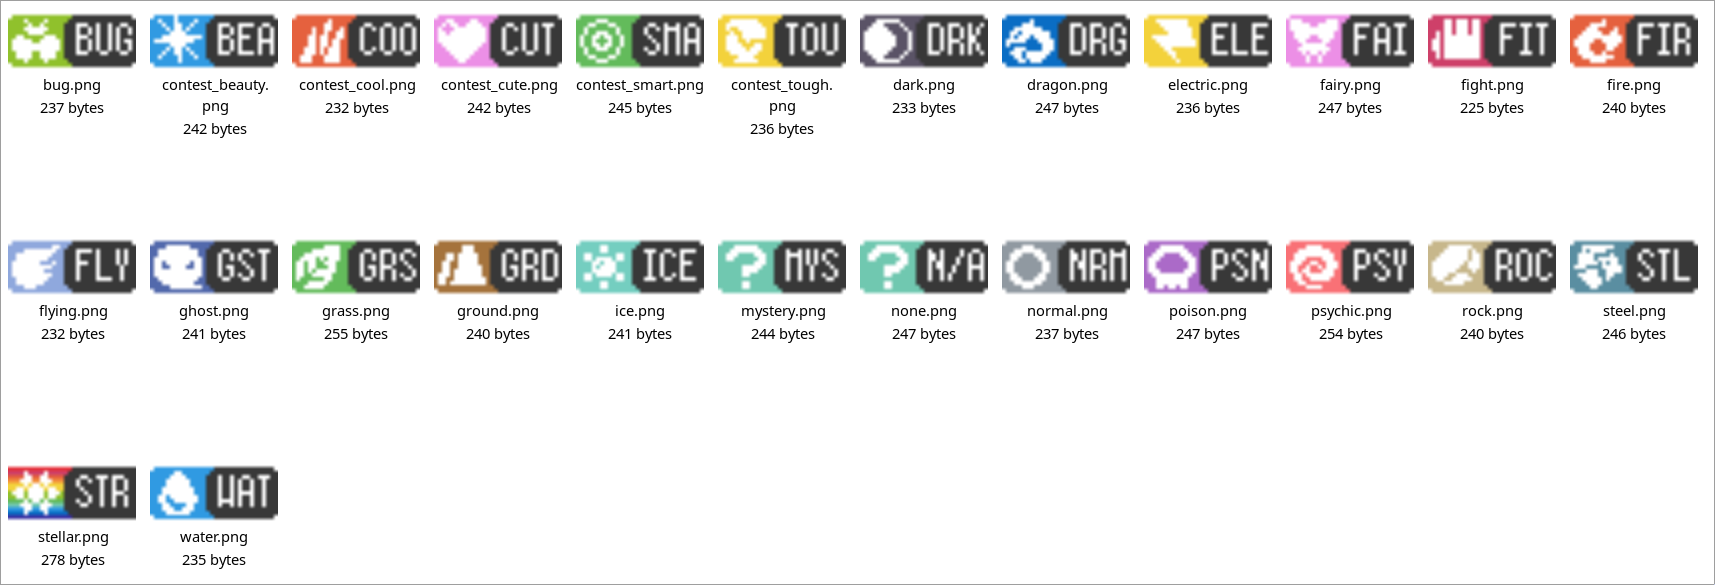 BUG BEA COO CUT SMA TOU DRK DRG ELE FAI FIT FIR
bug.png contest_beauty. contest_cool.png contest_cute.png contest_smart.png contest_tough. dark.png dragon.png electric.png fairy.png fight.png fire.png
237 bytes png 232 bytes 242 bytes 245 bytes png 233 bytes 247 bytes 236 bytes 247 bytes 225 bytes 240 bytes
242 bytes 236 bytes
FLY GST GRS GRD ICE MYS N/A NRM PSN PSY ROC STL
flying.png ghost.png grass.png ground.png ice.png mystery.png none.png normal.png poison.png psychic.png rock.png steel.png
232 bytes 241 bytes 255 bytes 240 bytes 241 bytes 244 bytes 247 bytes 237 bytes 247 bytes 254 bytes 240 bytes 246 bytes
STR WAT
stellar.png water.png
278 bytes 235 bytes